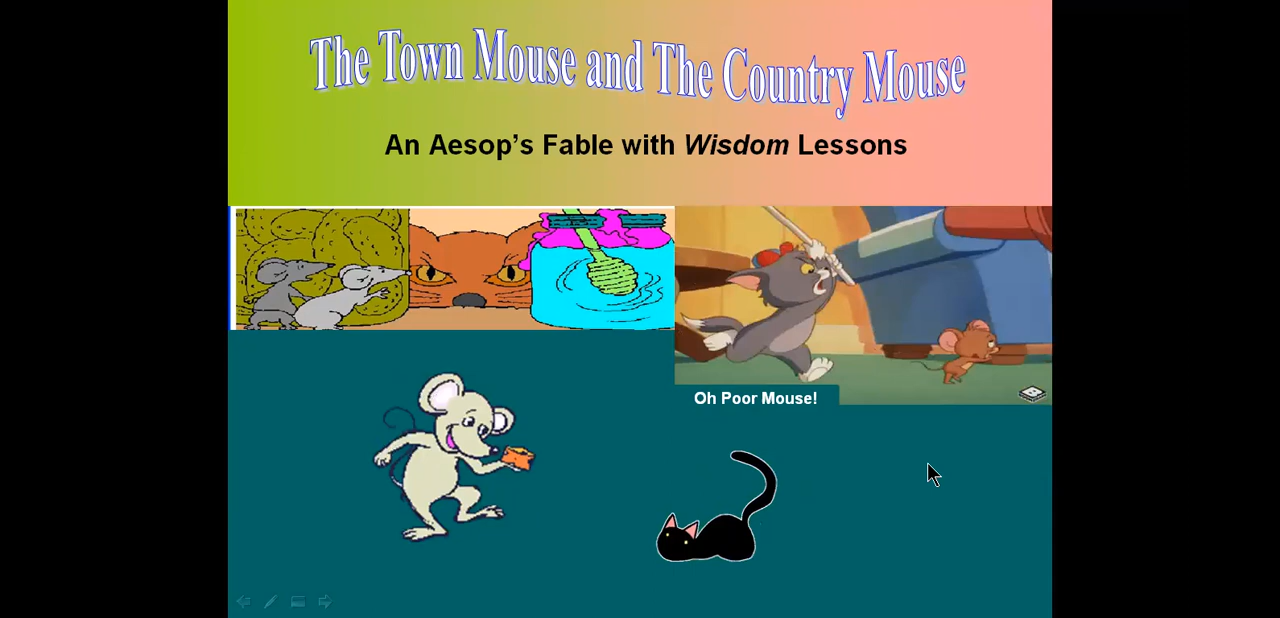 The Town Mouse and The Country Mouse
An Aesop’s Fable with Wisdom Lessons
Oh Poor Mouse!